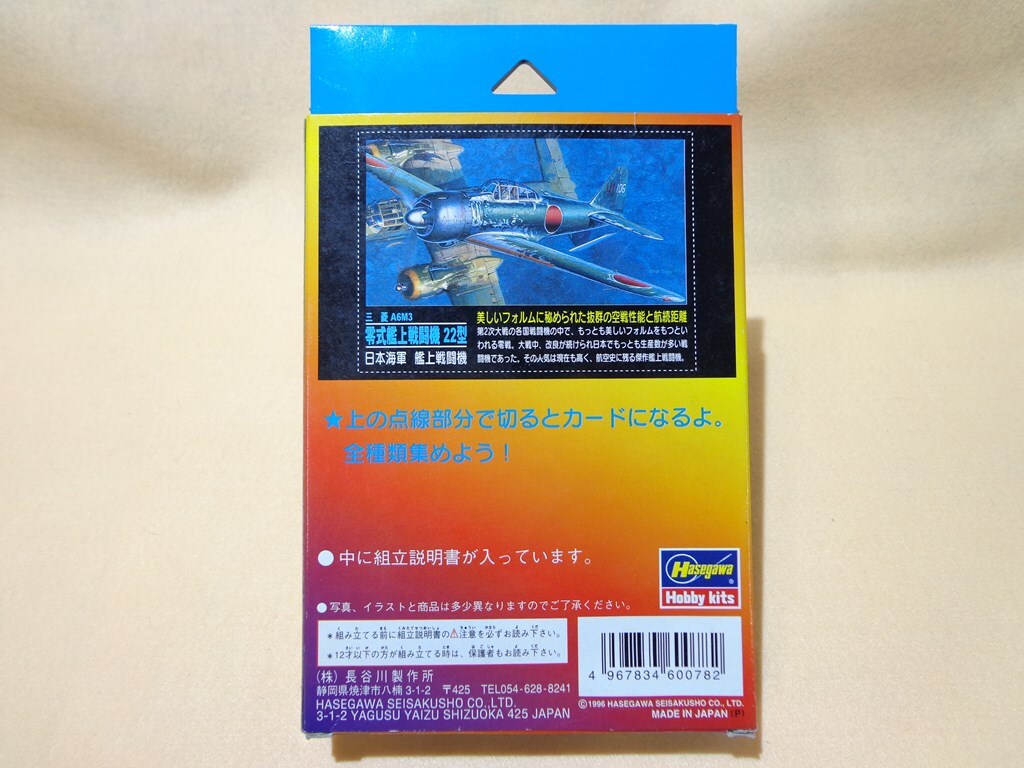 105
三菱 A6M3
零式艦上戦闘機 22型
日本海軍 艦上戦闘機
美しいフォルムに秘められた抜群の空戦性能と航続距離
第2次大戦の各国戦闘機の中で、もっとも美しいフォルムをもつとい
われる零戦。大戦中、改良が続けられ日本でもっとも生産数が多い戦
闘機であった。その人気は現在も高く、航空史に残る傑作艦上戦闘機。
★上の点線部分で切るとカードになるよ。
全種類集めよう!
●中に組立説明書が入っています。
Hasegawa®
Hobby kits
●写真、イラストと商品は多少異なりますのでご了承ください。
*組み立てる前に組立説明書の⚠注意を必ずお読み下さい。
*12才以下の方が組み立てる時は、保護者もお読み下さい。
4 967834 600782
(株)長谷川製作所
静岡県焼津市八楠3-1-2 〒425 TEL054-628-8241
HASEGAWA SEISAKUSHO CO.,LTD.
3-1-2 YAGUSU YAIZU SHIZUOKA 425 JAPAN
©1996 HASEGAWA SEISAKUSHO CO.,LTD.
MADE IN JAPAN (P)